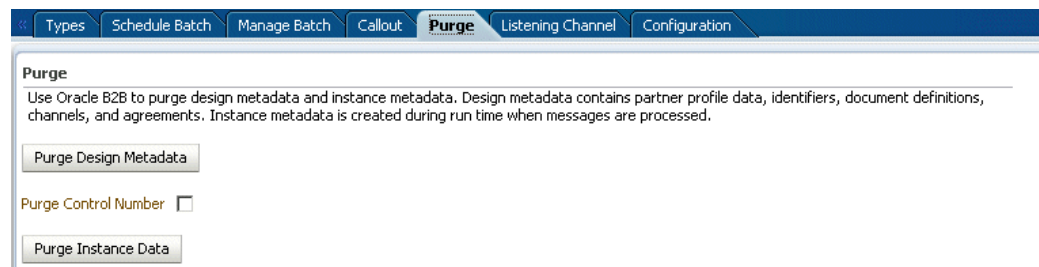 « Types Schedule Batch Manage Batch Callout Purge Listening Channel Configuration
Purge
Use Oracle B2B to purge design metadata and instance metadata. Design metadata contains partner profile data, identifiers, document definitions,
channels, and agreements. Instance metadata is created during run time when messages are processed.
Purge Design Metadata
Purge Control Number
Purge Instance Data